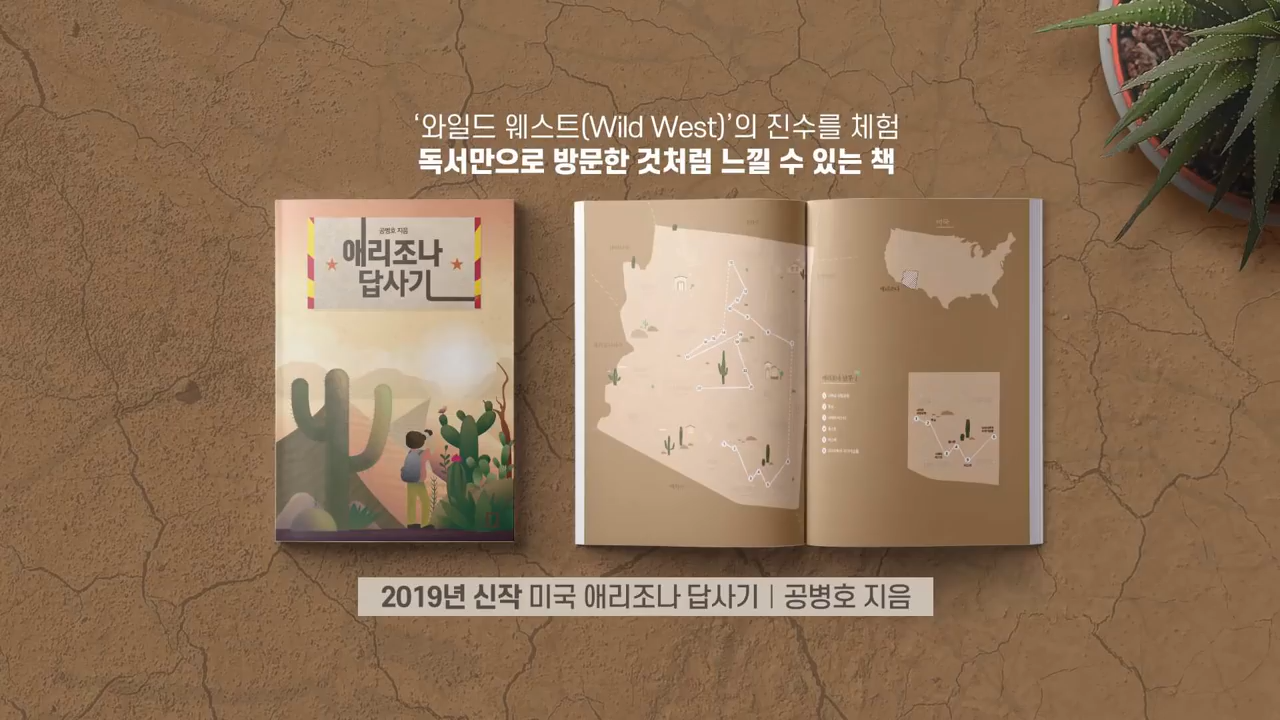 ‘와일드 웨스트(Wild West)’의 진수를 체험
독서만으로 방문한 것처럼 느낄 수 있는 책
공병호 지음
애리조나
답사기
2019년 신작 미국 애리조나 답사기 | 공병호 지음